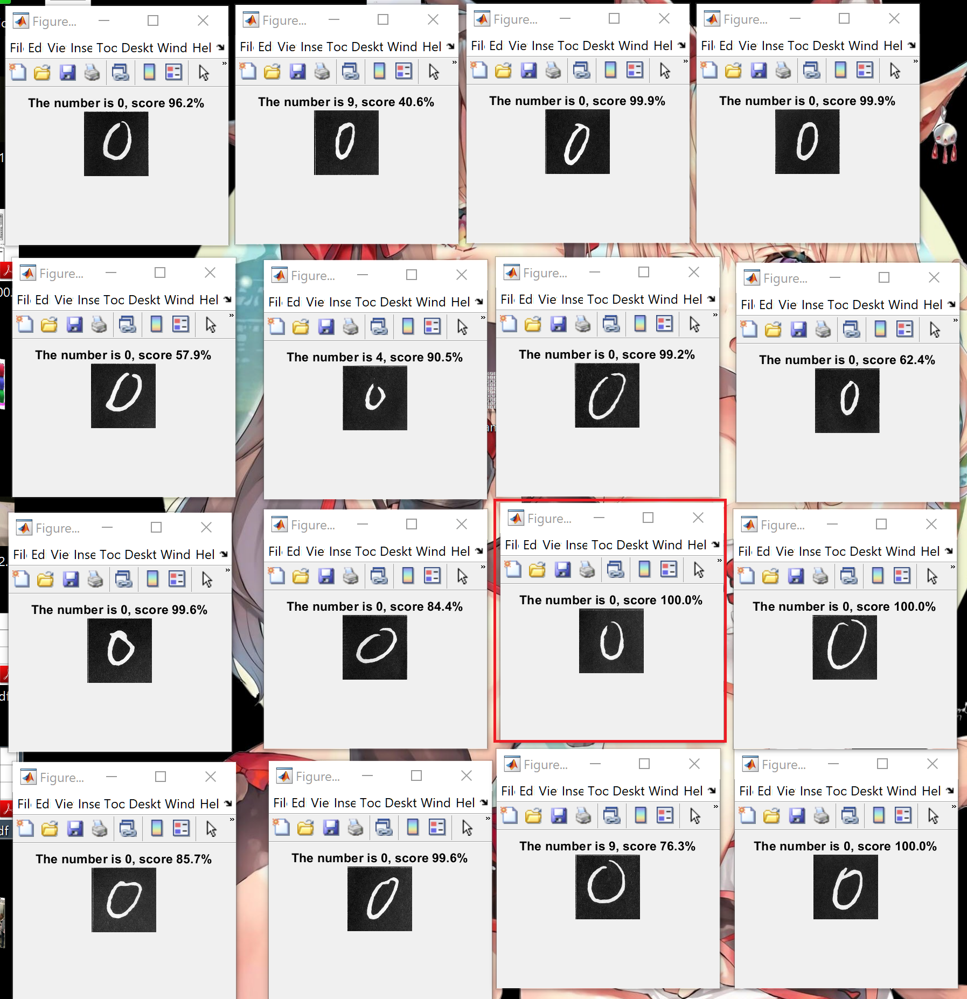 Figure...
Fil Ed Vie Inse Toc Deskt Wind Hel
The number is 0, score 96.2%
0
Figure...
Fil Ed Vie Inse Toc Deskt Wind Hel
The number is 9, score 40.6%
0
Figure...
Fil Ed Vie Inse Toc Deskt Wind Hel
The number is 0, score 99.9%
0
Figure...
Fil Ed Vie Inse Toc Deskt Wind Hel
The number is 0, score 99.9%
0
Figure...
Fil Ed Vie Inse Toc Deskt Wind Hel
The number is 0, score 57.9%
0
Figure...
Fil Ed Vie Inse Toc Deskt Wind Hel
The number is 4, score 90.5%
0
Figure...
Fil Ed Vie Inse Toc Deskt Wind Hel
The number is 0, score 99.2%
0
Figure...
Fil Ed Vie Inse Toc Deskt Wind Hel
The number is 0, score 62.4%
0
Figure...
Fil Ed Vie Inse Toc Deskt Wind Hel
The number is 0, score 99.6%
0
Figure...
Fil Ed Vie Inse Toc Deskt Wind Hel
The number is 0, score 84.4%
0
Figure...
Fil Ed Vie Inse Toc Deskt Wind Hel
The number is 0, score 100.0%
0
Figure...
Fil Ed Vie Inse Toc Deskt Wind Hel
The number is 0, score 100.0%
0
Figure...
Fil Ed Vie Inse Toc Deskt Wind Hel
The number is 0, score 85.7%
0
Figure...
Fil Ed Vie Inse Toc Deskt Wind Hel
The number is 0, score 99.6%
0
Figure...
Fil Ed Vie Inse Toc Deskt Wind Hel
The number is 9, score 76.3%
0
Figure...
Fil Ed Vie Inse Toc Deskt Wind Hel
The number is 0, score 100.0%
0